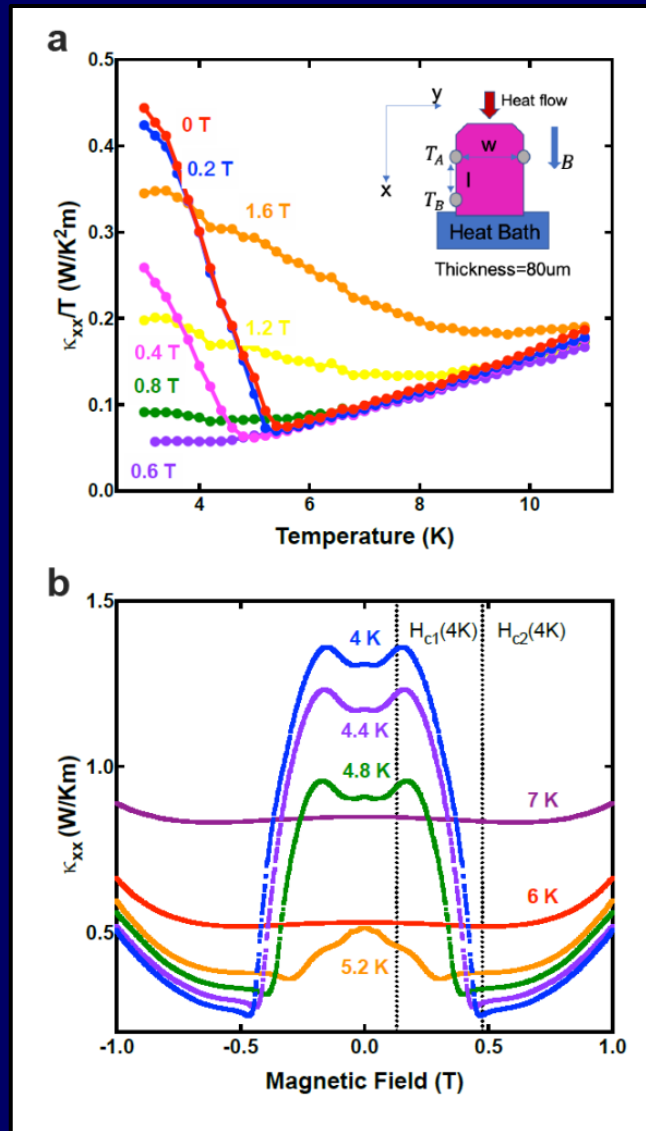 a
0.5
0.4
0.3
0.2
0.1
0.0
κxx/T (W/K²m)
0 T
0.2 T
1.6 T
1.2 T
0.4 T
0.8 T
0.6 T
y
x
Heat flow
w
TA
l
TB
B
Heat Bath
Thickness=80um
4 6 8 10
Temperature (K)
b
1.5
1.0
0.5
κxx (W/Km)
4 K
Hc1(4K) Hc2(4K)
4.4 K
4.8 K
7 K
6 K
5.2 K
-1.0 -0.5 0.0 0.5 1.0
Magnetic Field (T)